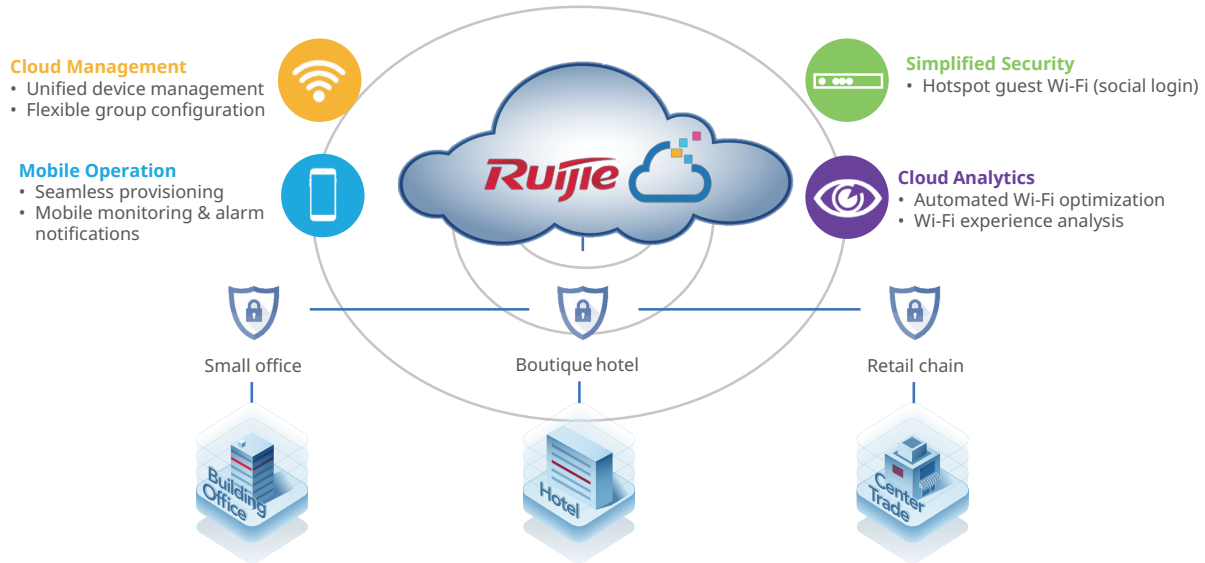 Cloud Management
• Unified device management
• Flexible group configuration
Mobile Operation
• Seamless provisioning
• Mobile monitoring & alarm
notifications
Ruijie
Simplified Security
• Hotspot guest Wi-Fi (social login)
Cloud Analytics
• Automated Wi-Fi optimization
• Wi-Fi experience analysis
Small office
Boutique hotel
Retail chain
Building
Office
Hotel
Center
Trade